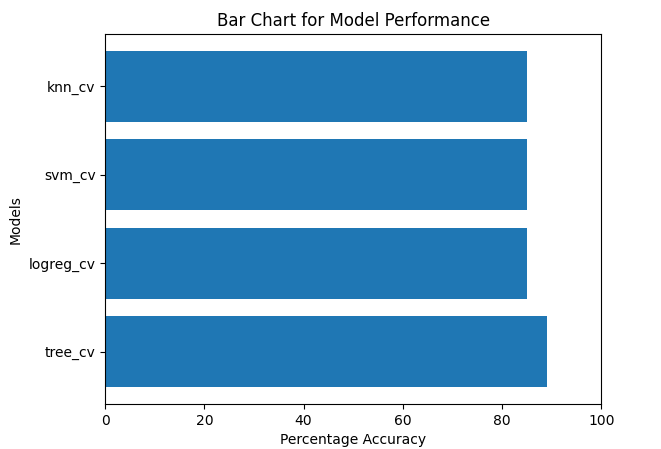 Bar Chart for Model Performance
knn_cv
svm_cv
logreg_cv
tree_cv
Models
0 20 40 60 80 100
Percentage Accuracy